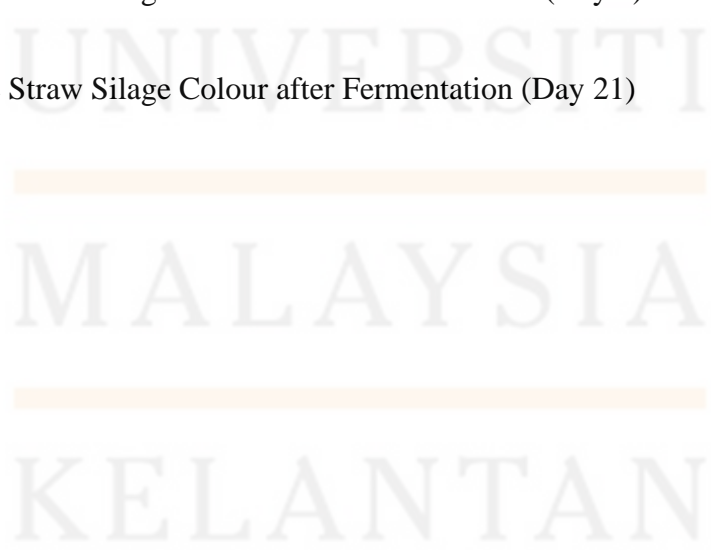 UNIVERSITI
Straw Silage Colour after Fermentation (Day 21)
MALAYSIA
KELANTAN